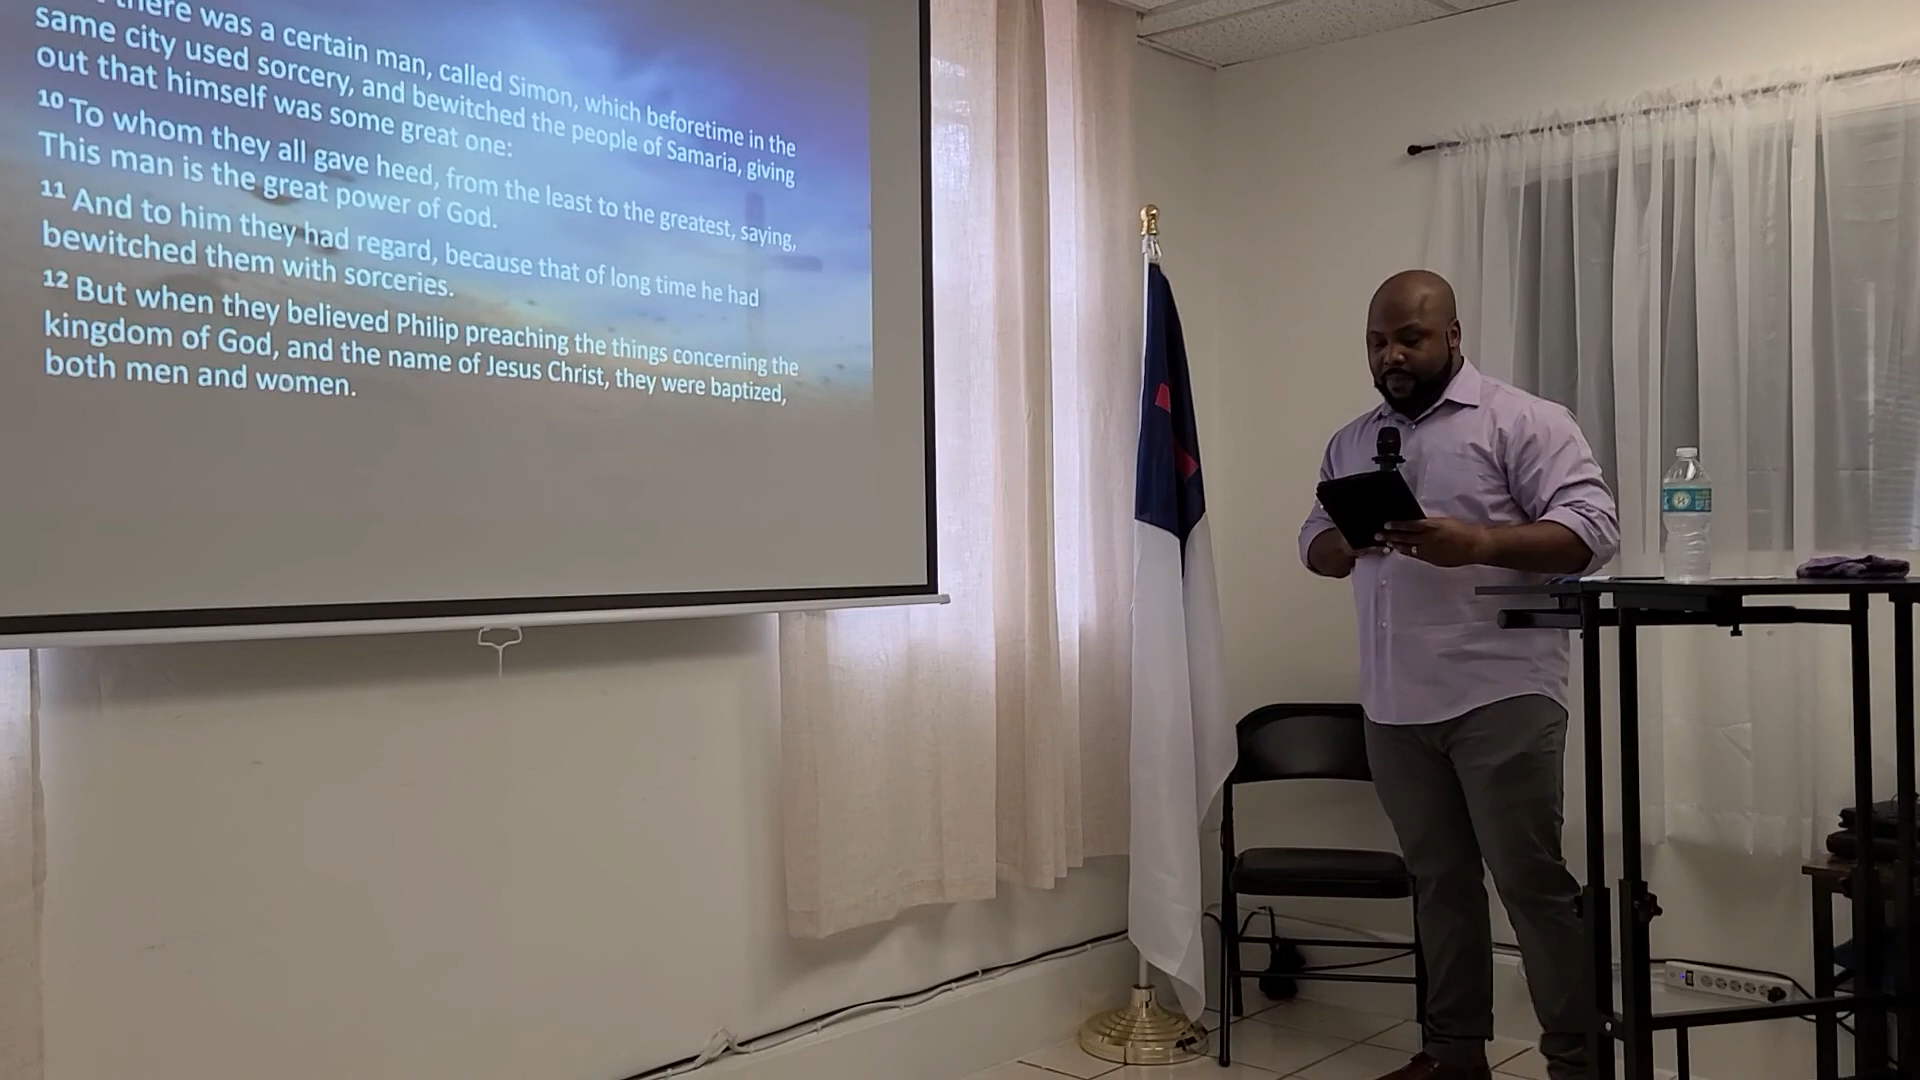 there was a certain man, called Simon, which beforetime in the
same city used sorcery, and bewitched the people of Samaria, giving
out that himself was some great one:
10 To whom they all gave heed, from the least to the greatest, saying,
This man is the great power of God.
11 And to him they had regard, because that of long time he had
bewitched them with sorceries.
12 But when they believed Philip preaching the things concerning the
kingdom of God, and the name of Jesus Christ, they were baptized,
both men and women.